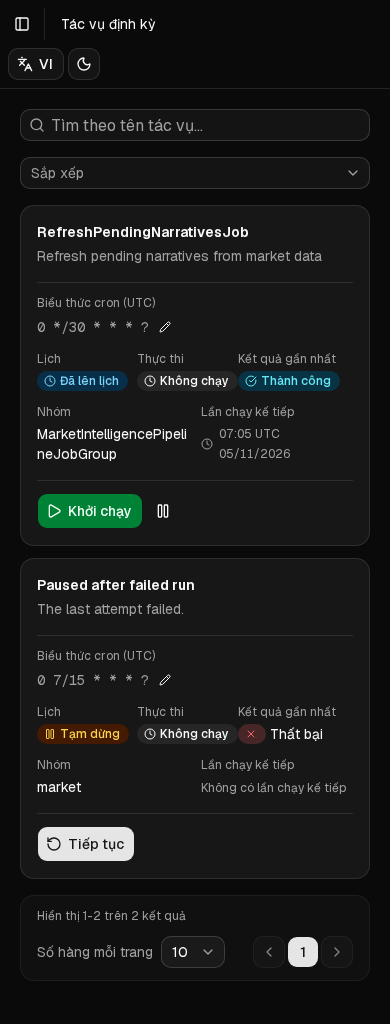 Tác vụ định kỳ
VI
Tìm theo tên tác vụ...
Sắp xếp
RefreshPendingNarrativesJob
Refresh pending narratives from market data
Biểu thức cron (UTC)
0 */30 * * * ?
Lịch Thực thi Kết quả gần nhất
Đã lên lịch Không chạy Thành công
Nhóm Lần chạy kế tiếp
MarketIntelligencePipeli
neJobGroup
07:05 UTC
05/11/2026
Khởi chạy
Paused after failed run
The last attempt failed.
Biểu thức cron (UTC)
0 7/15 * * * ?
Lịch Thực thi Kết quả gần nhất
Tạm dừng Không chạy Thất bại
Nhóm Lần chạy kế tiếp
market Không có lần chạy kế tiếp
Tiếp tục
Hiển thị 1-2 trên 2 kết quả
Số hàng mỗi trang 10 1